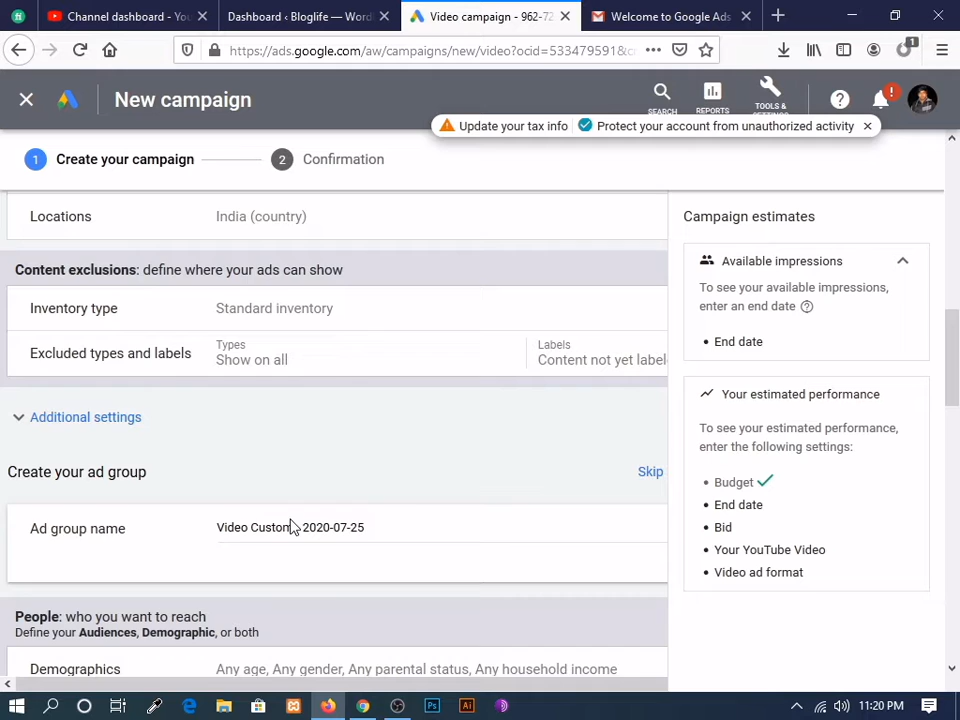 Channel dashboard - You
Dashboard ‹ Bloglife — Word
Video campaign - 962-72
Welcome to Google Ads
https://ads.google.com/aw/campaigns/new/video?ocid=533479591&
1
New campaign
SEARCH
REPORTS
TOOLS &
!
Update your tax info
Protect your account from unauthorized activity
1 Create your campaign
2 Confirmation
Locations
India (country)
Content exclusions: define where your ads can show
Inventory type
Standard inventory
Excluded types and labels
Types
Show on all
Labels
Content not yet label
Additional settings
Create your ad group
Skip
Ad group name
Video Custom 2020-07-25
People: who you want to reach
Define your Audiences, Demographic, or both
Demographics
Any age, Any gender, Any parental status, Any household income
Campaign estimates
Available impressions
To see your available impressions,
enter an end date
• End date
Your estimated performance
To see your estimated performance,
enter the following settings:
• Budget
• End date
• Bid
• Your YouTube Video
• Video ad format
Ps
Ai
11:20 PM